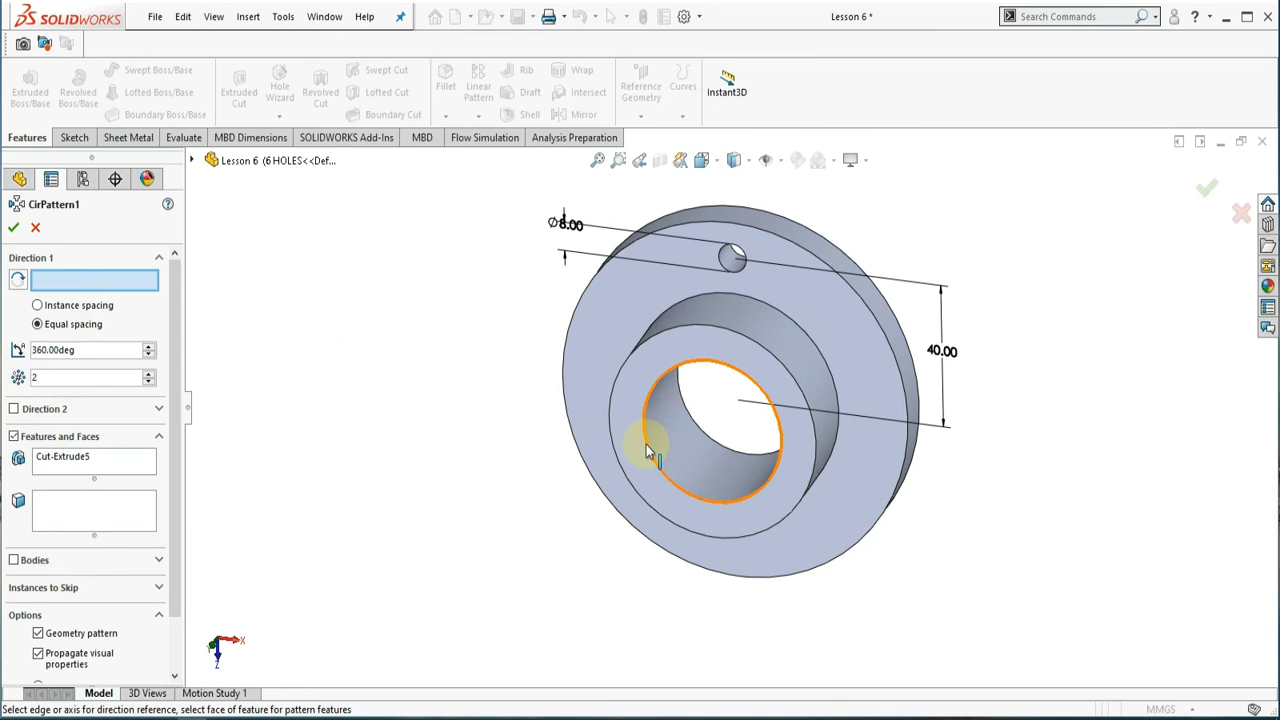 SOLIDWORKS File Edit View Insert Tools Window Help Lesson 6 * Search Commands ?
Extruded Boss/Base
Revolved Boss/Base
Swept Boss/Base
Lofted Boss/Base
Boundary Boss/Base
Extruded Cut
Hole Wizard
Revolved Cut
Swept Cut
Lofted Cut
Boundary Cut
Fillet
Linear Pattern
Rib
Draft
Shell
Wrap
Intersect
Mirror
Reference Geometry
Curves
Instant3D
Features Sketch Sheet Metal Evaluate MBD Dimensions SOLIDWORKS Add-Ins MBD Flow Simulation Analysis Preparation
Lesson 6 (6 HOLES<<Def...
CirPattern1
Direction 1
Instance spacing
Equal spacing
360.00deg
2
Direction 2
Features and Faces
Cut-Extrude5
Bodies
Instances to Skip
Options
Geometry pattern
Propagate visual
properties
Ø8.00
40.00
X
Y
Z
Model 3D Views Motion Study 1
Select edge or axis for direction reference, select face of feature for pattern features MMGS